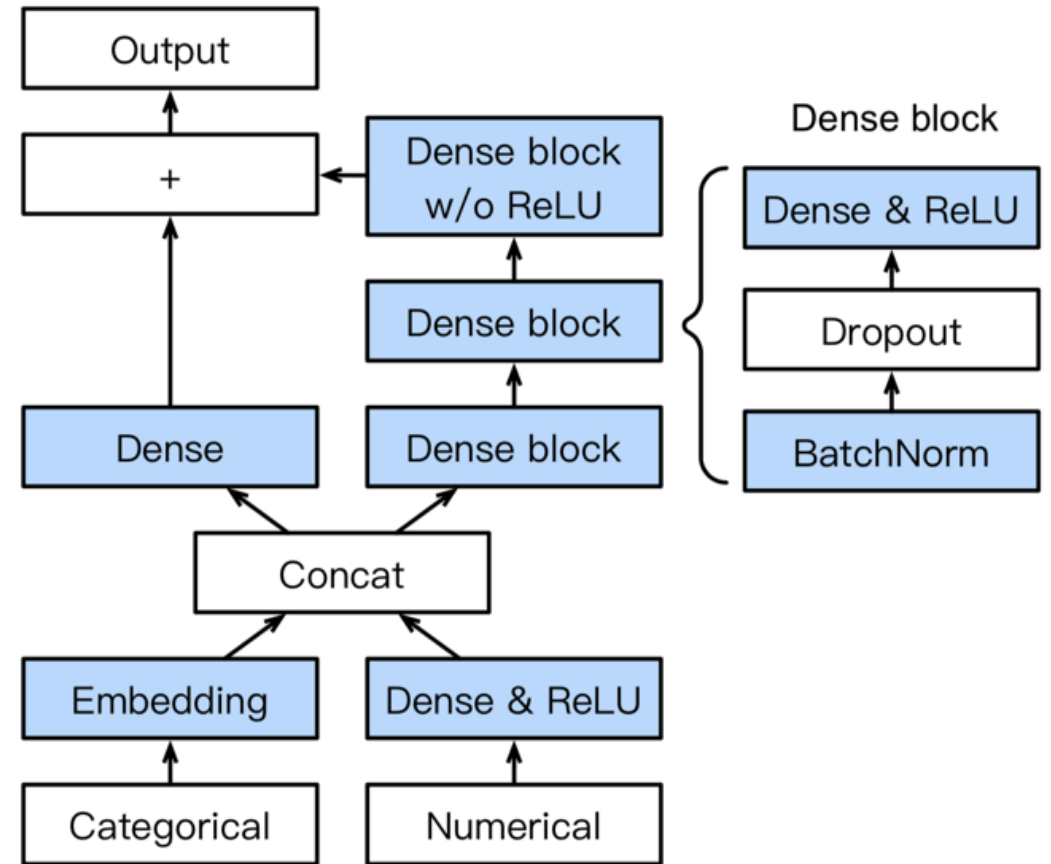 Output
+
Dense block
w/o ReLU
Dense block
Dense & ReLU
Dense block
Dropout
Dense
Dense block
BatchNorm
Concat
Embedding
Dense & ReLU
Categorical
Numerical